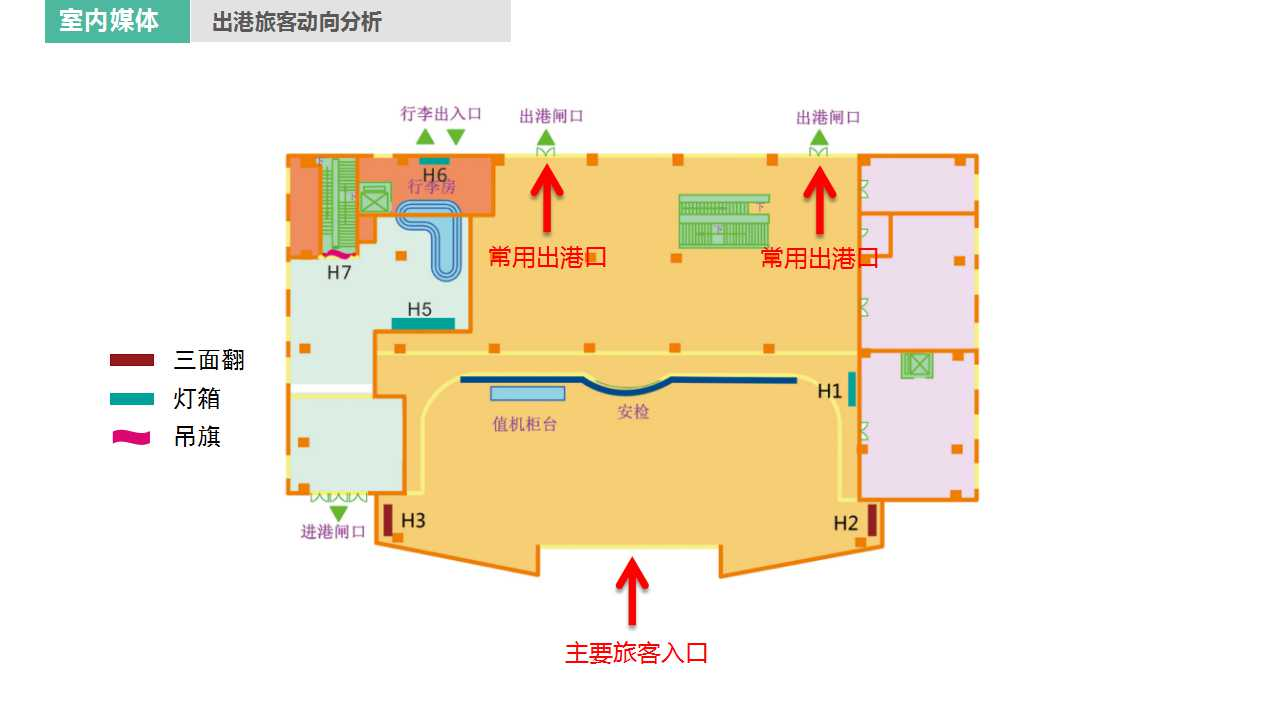 室内媒体
出港旅客动向分析
行李出入口
出港闸口
出港闸口
H6
行李房
下
下
下
常用出港口
常用出港口
H7
H5
三面翻
灯箱
吊旗
H1
值机柜台
安检
H3
H2
进港闸口
主要旅客入口